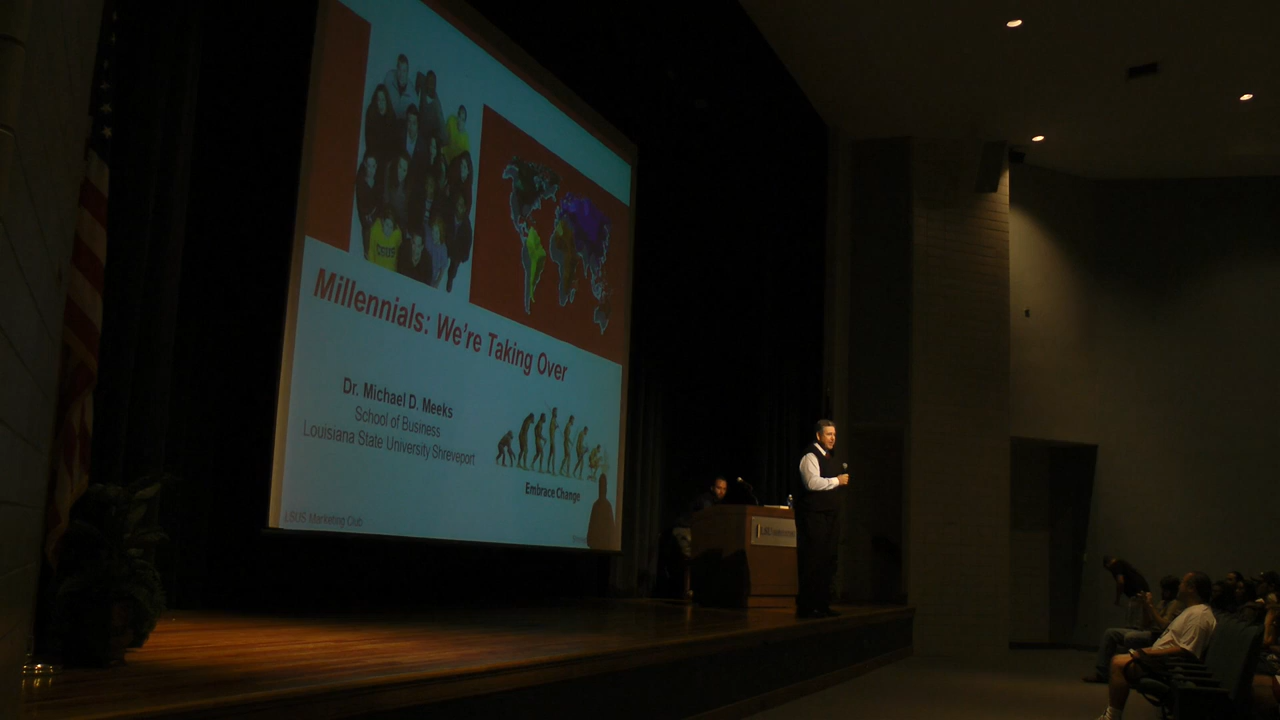 Millennials: We're Taking Over
Dr. Michael D. Meeks
School of Business
Louisiana State University Shreveport
Embrace Change
LSUS Marketing Club